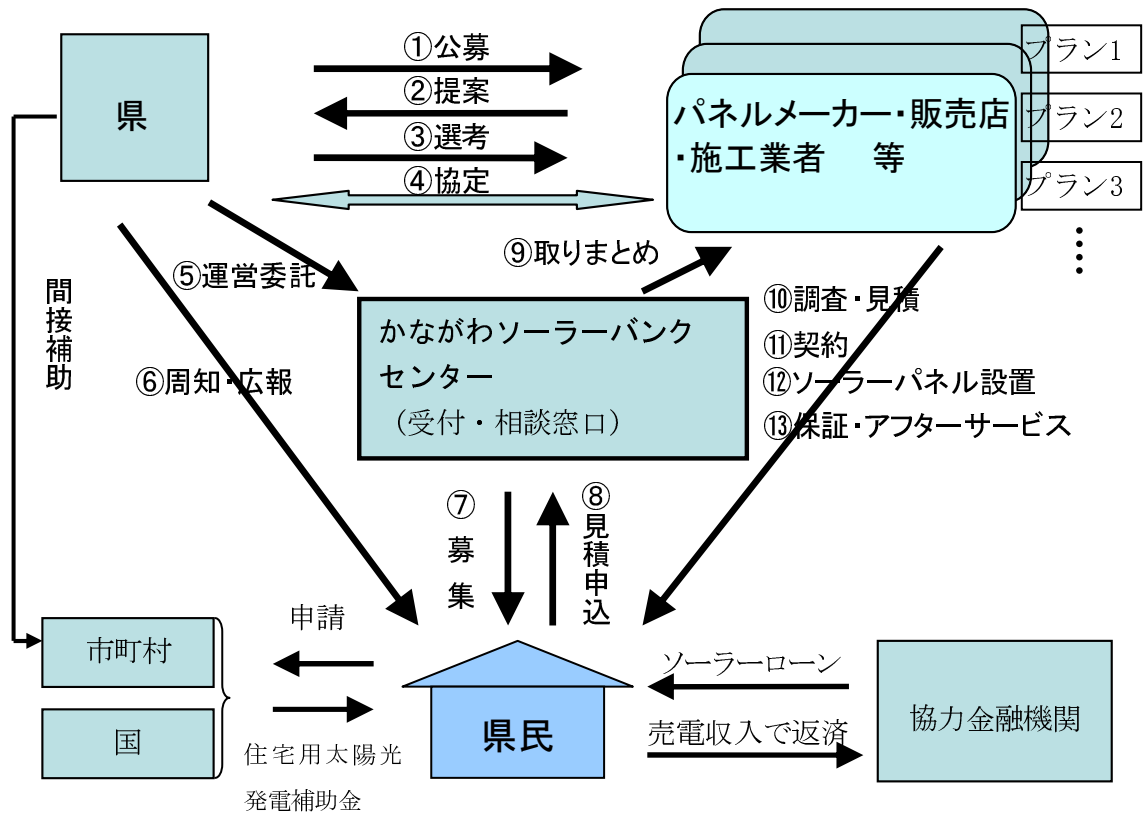 県
①公募
②提案
③選考
④協定
パネルメーカー・販売店
・施工業者 等
プラン1
プラン2
プラン3
⑤運営委託
⑨取りまとめ
間接補助
⑥周知・広報
かながわソーラーバンク
センター
（受付・相談窓口）
⑩調査・見積
⑪契約
⑫ソーラーパネル設置
⑬保証・アフターサービス
⑦募集
⑧見積申込
市町村
国
申請
住宅用太陽光
発電補助金
県民
ソーラーローン
売電収入で返済
協力金融機関